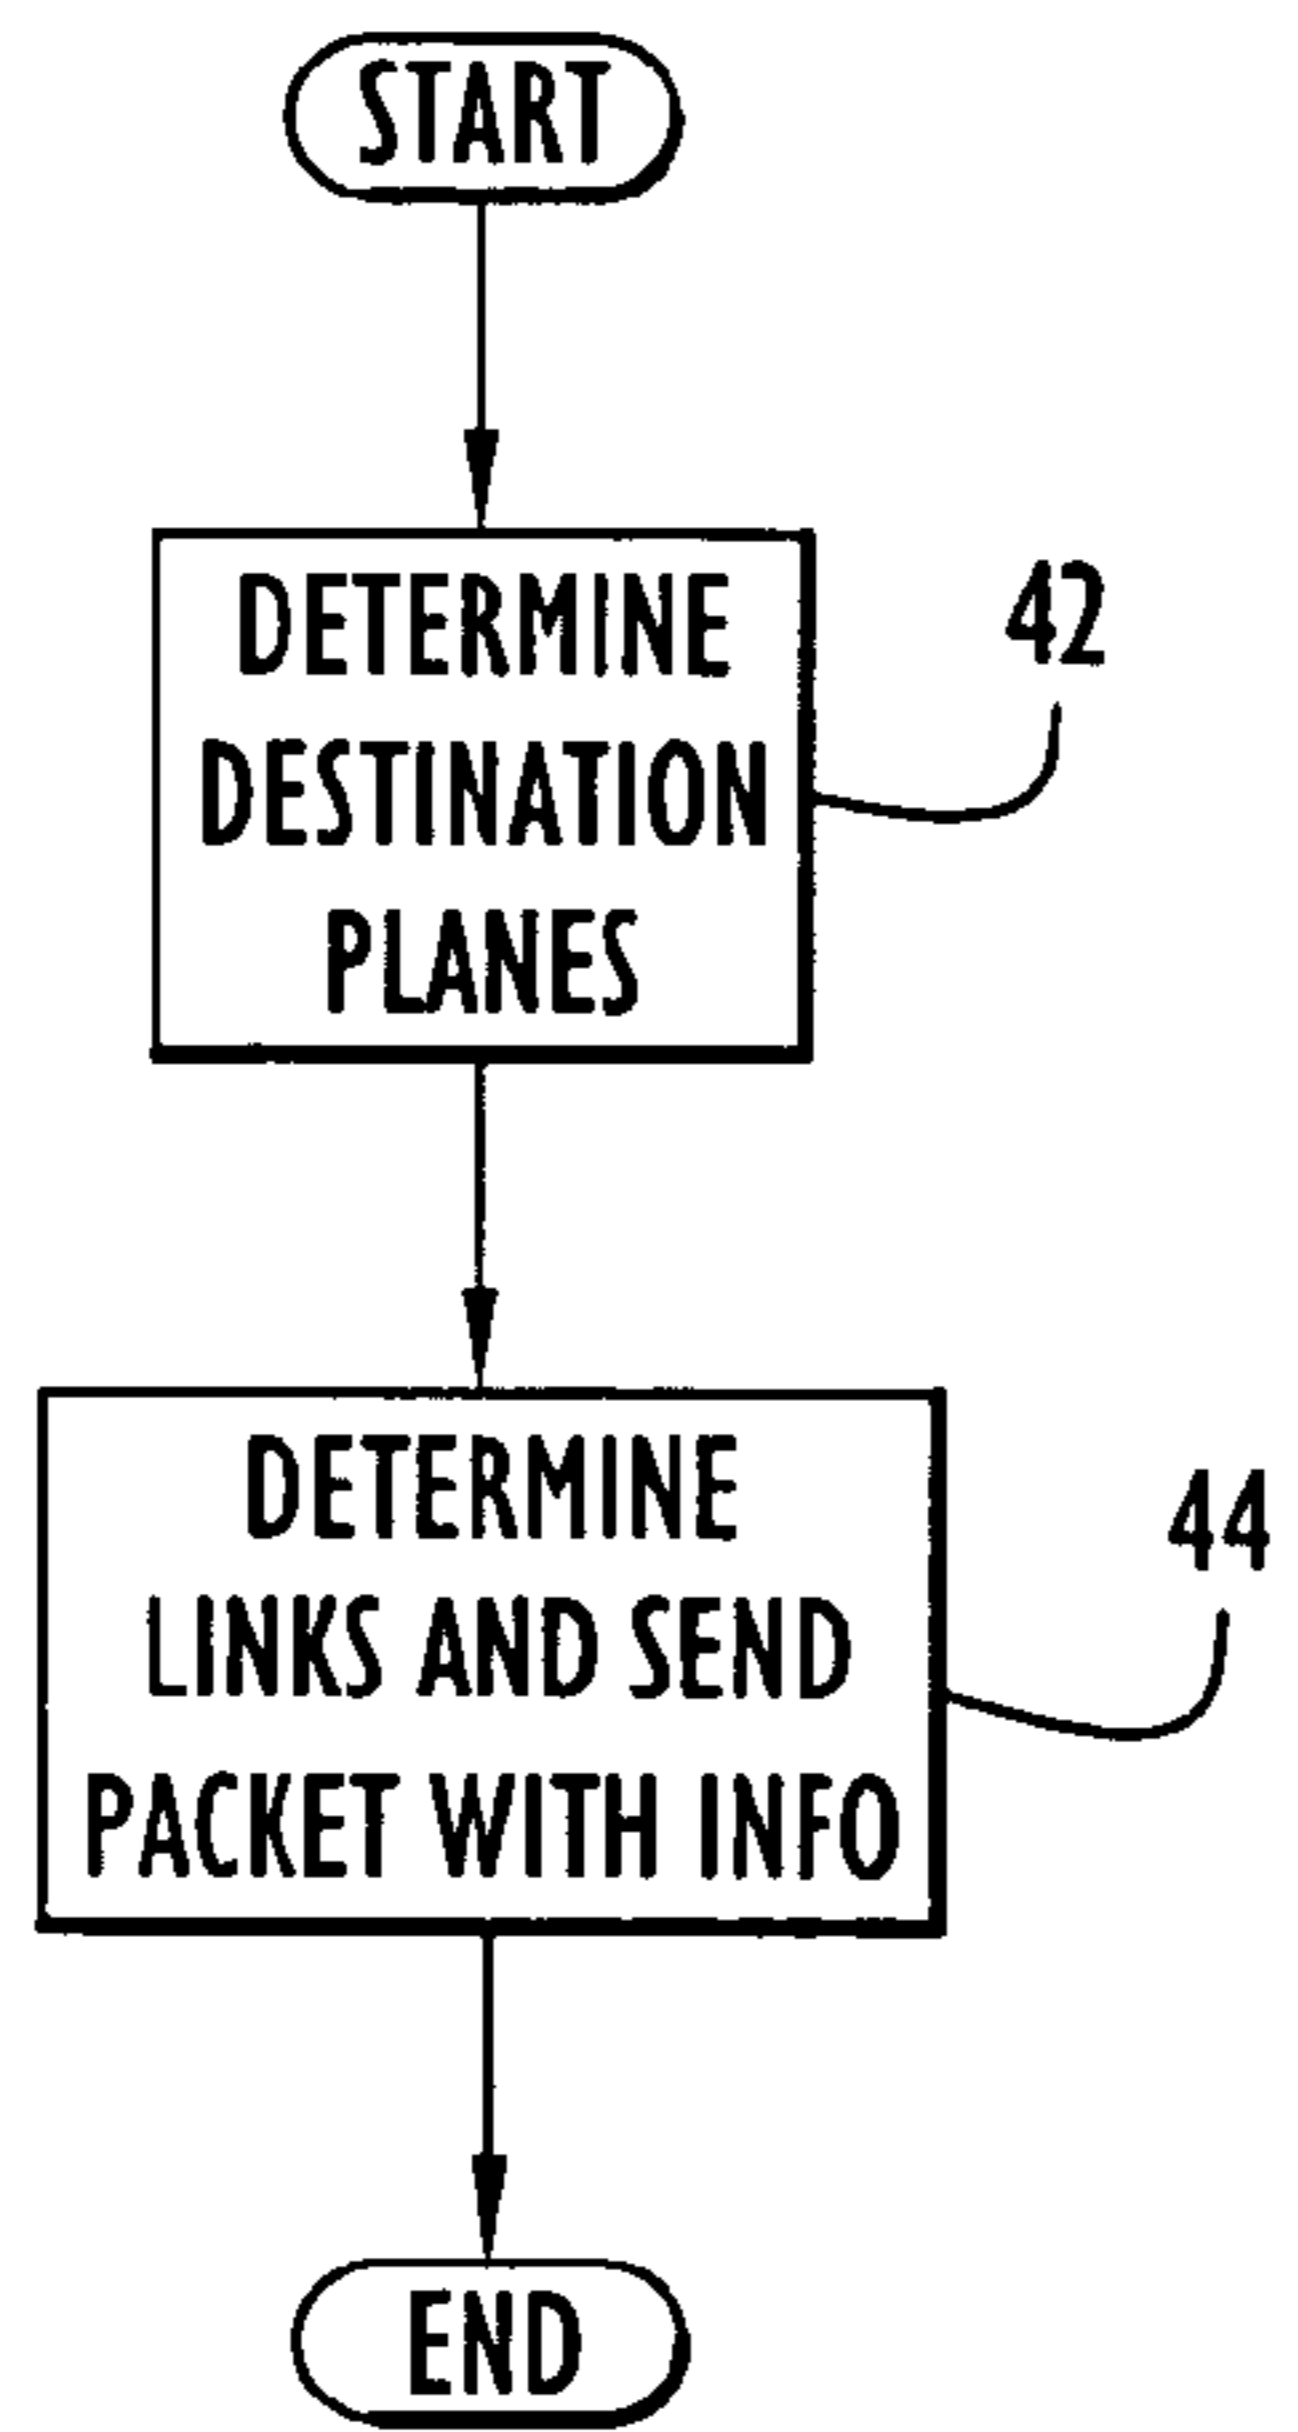 START
DETERMINE
DESTINATION
PLANES
42
DETERMINE
LINKS AND SEND
PACKET WITH INFO
44
END